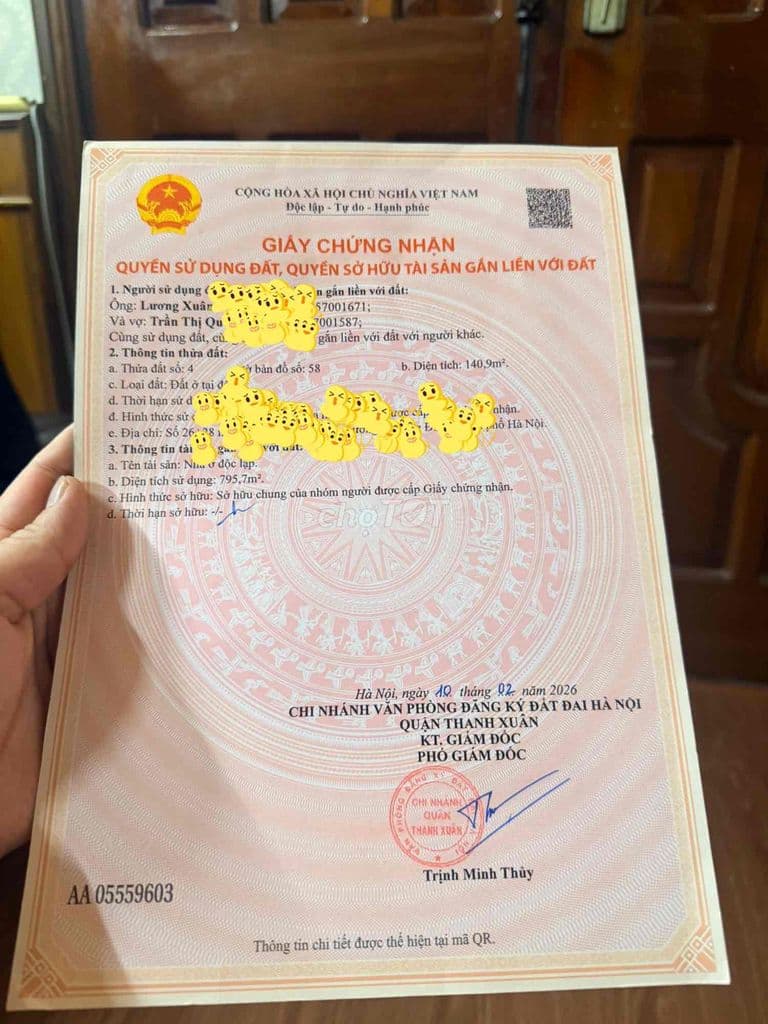 CỘNG HÒA XÃ HỘI CHỦ NGHĨA VIỆT NAM
Độc lập - Tự do - Hạnh phúc
GIẤY CHỨNG NHẬN
QUYỀN SỬ DỤNG ĐẤT, QUYỀN SỞ HỮU TÀI SẢN GẮN LIỀN VỚI ĐẤT
1. Người sử dụng gắn liền với đất:
Ông: Lương Xuân 57001671;
Và vợ: Trần Thị 7001587;
Cùng sử dụng đất, gắn liền với đất với người khác.
2. Thông tin thửa đất:
a. Thửa đất số: 4 bản đồ số: 58 b. Diện tích: 140,9m².
c. Loại đất: Đất ở tại
d. Thời hạn sử
đ. Hình thức sử cấp nhận.
e. Địa chỉ: Số Hà Nội.
3. Thông tin với đất:
a. Tên tài sản: Nhà ở độc lập.
b. Diện tích sử dụng: 795,7m².
c. Hình thức sở hữu: Sở hữu chung của nhóm người được cấp Giấy chứng nhận.
d. Thời hạn sở hữu: -/-
chợ TỐT
Hà Nội, ngày 10 tháng 02 năm 2026
CHI NHÁNH VĂN PHÒNG ĐĂNG KÝ ĐẤT ĐAI HÀ NỘI
QUẬN THANH XUÂN
KT. GIÁM ĐỐC
PHÓ GIÁM ĐỐC
VĂN PHÒNG ĐĂNG KÝ ĐẤT
CHI NHÁNH
QUẬN
THANH XUÂN
Trịnh Minh Thủy
AA 05559603
Thông tin chi tiết được thể hiện tại mã QR.